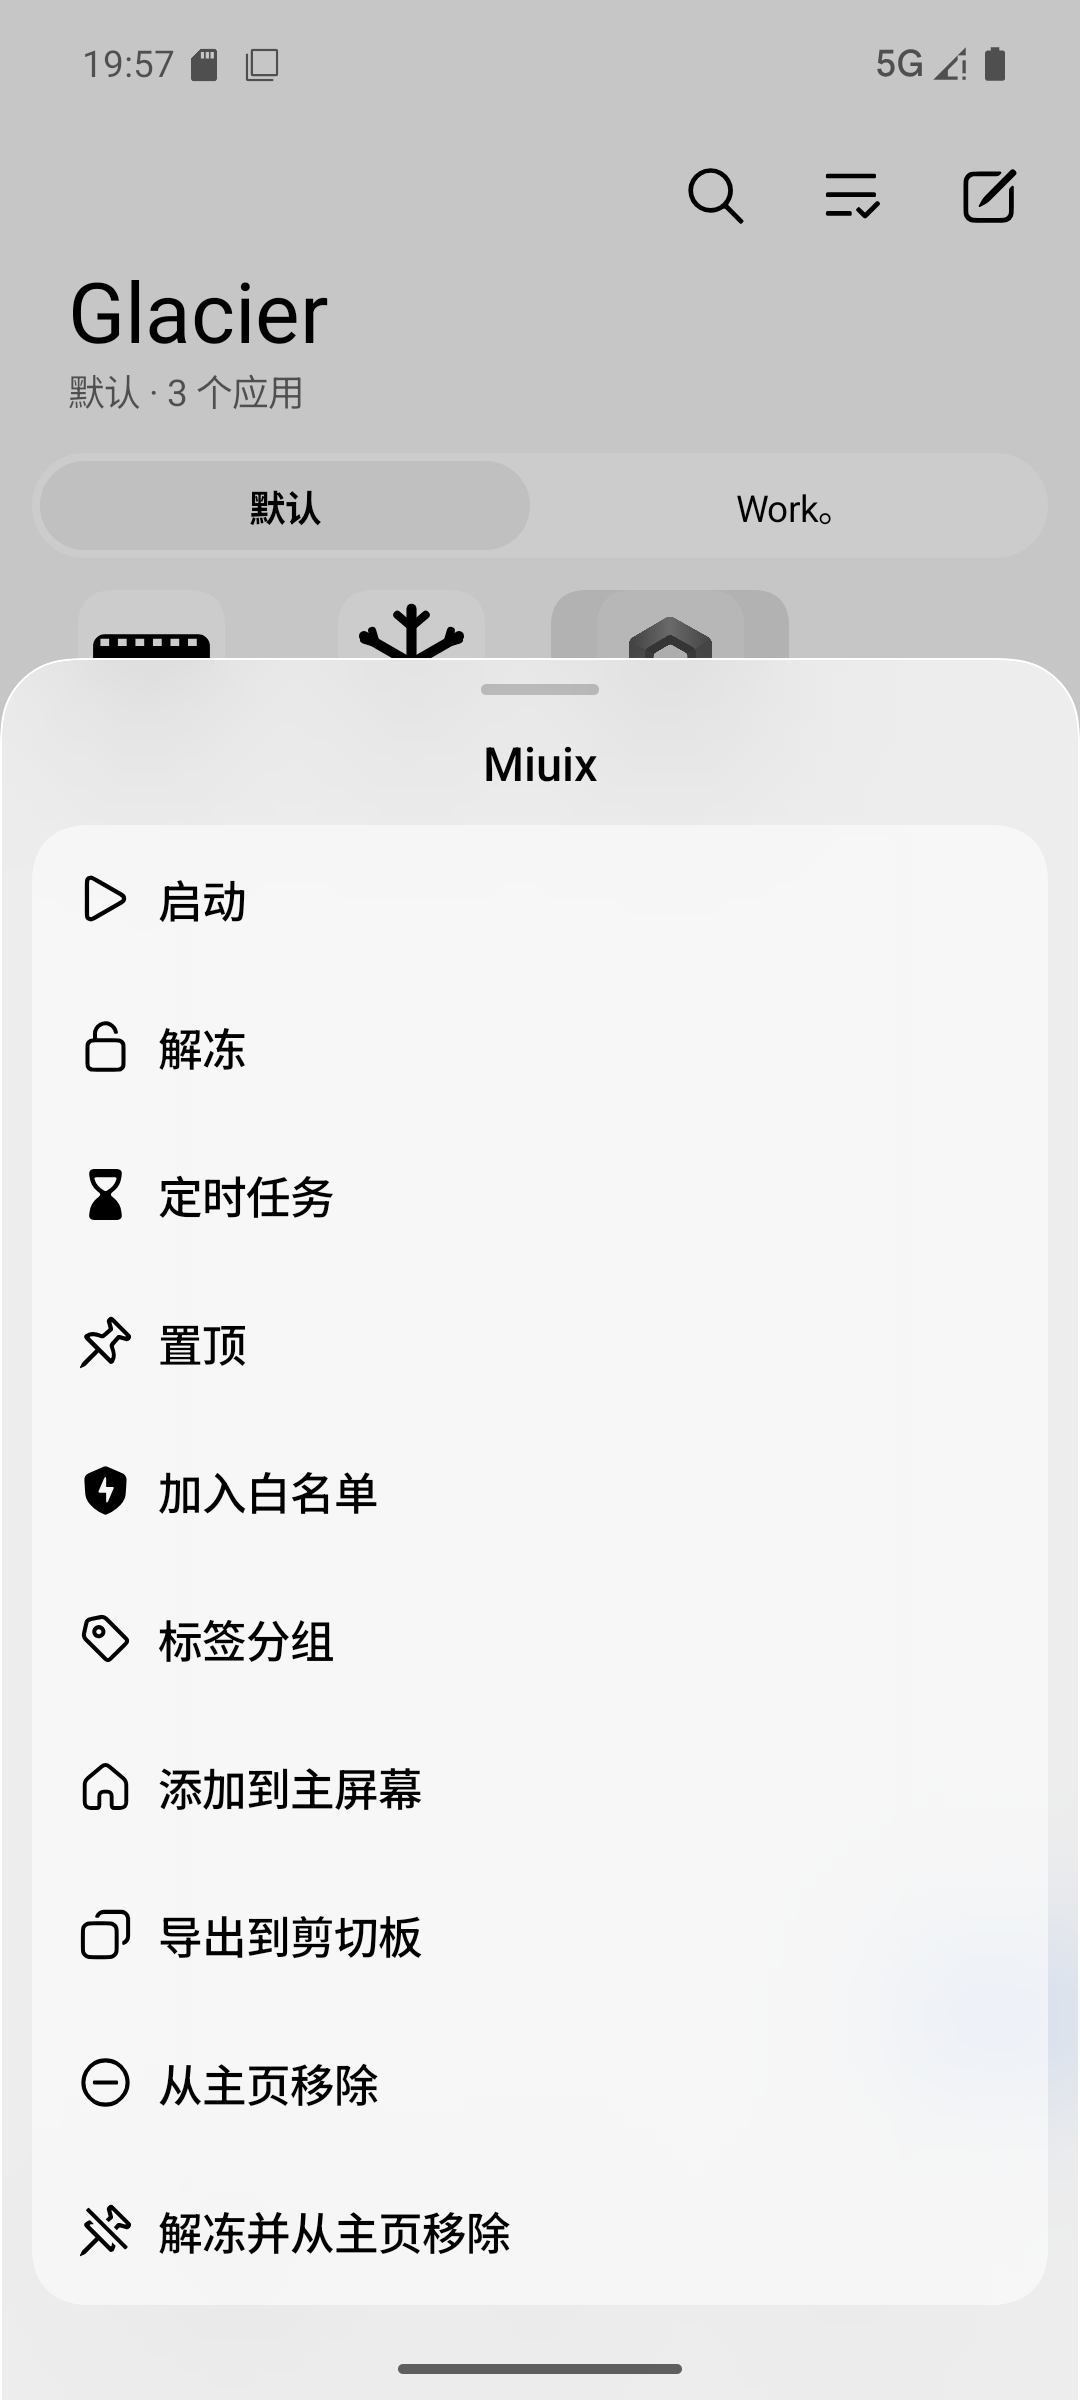 19:57
5G
Glacier
默认 · 3 个应用
默认
Work。
Miuix
启动
解冻
定时任务
置顶
加入白名单
标签分组
添加到主屏幕
导出到剪切板
从主页移除
解冻并从主页移除